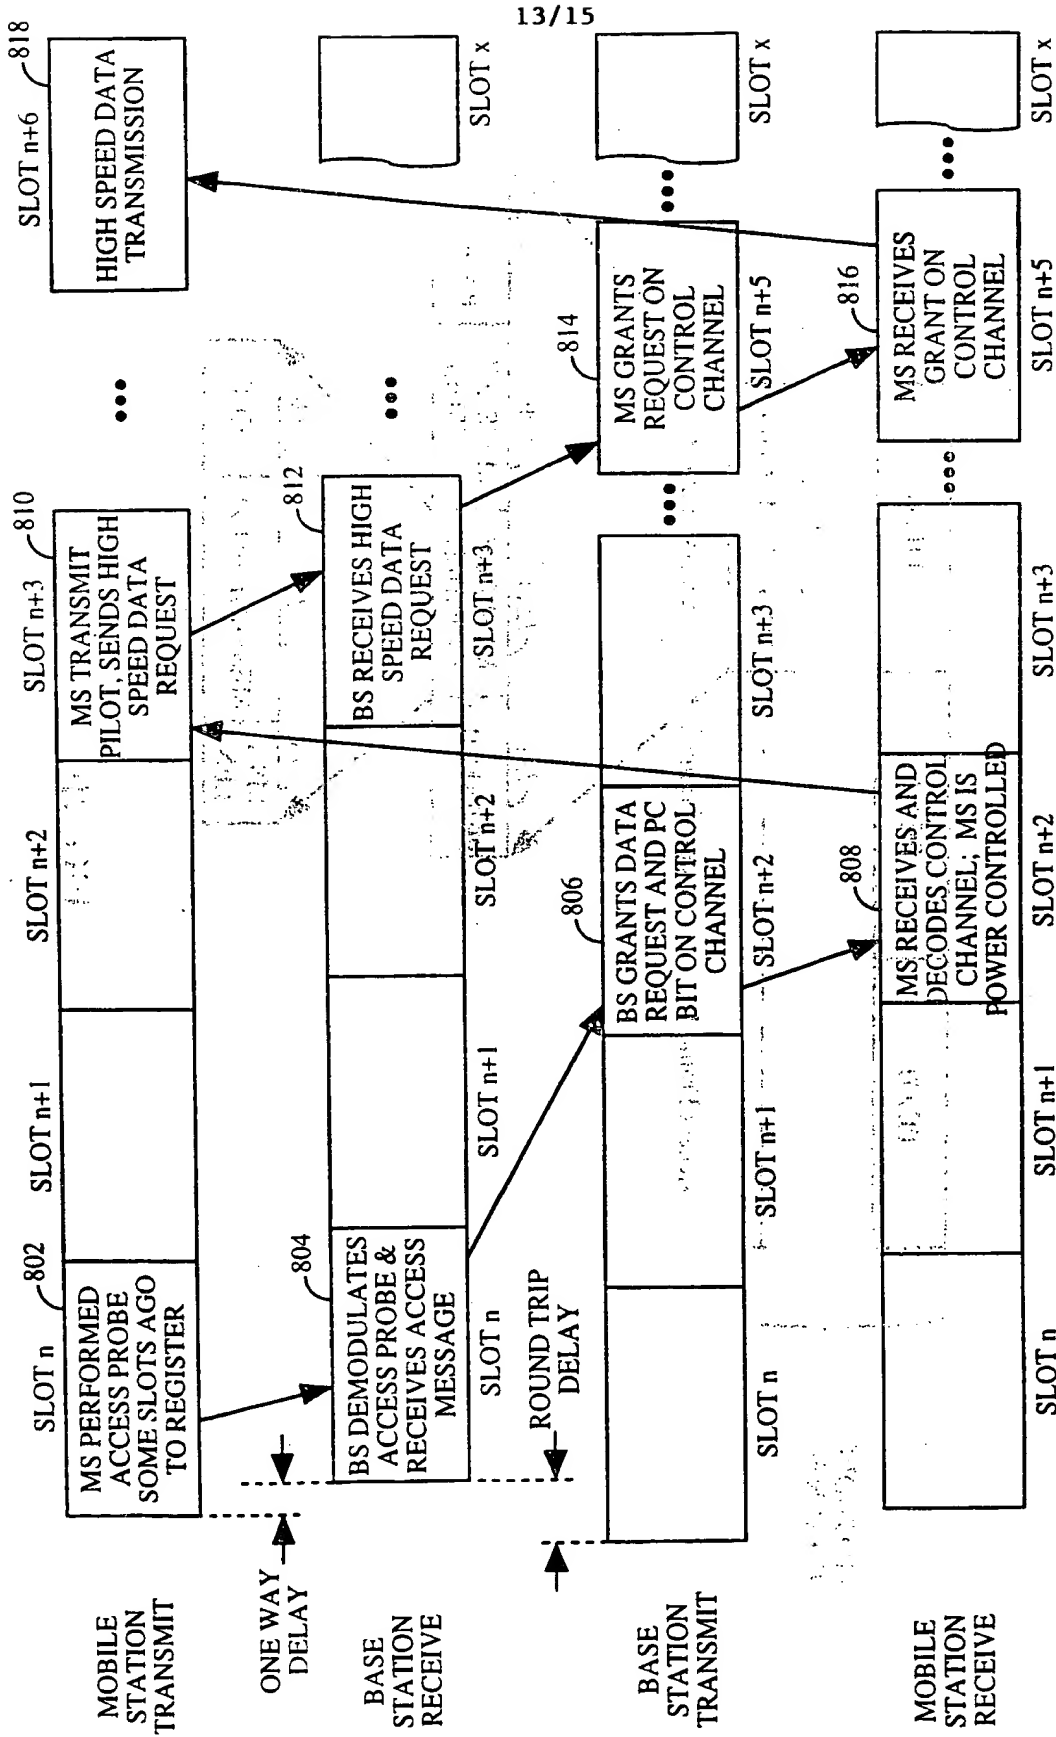 13/15
MOBILE
STATION
TRANSMIT
SLOT n
802
MS PERFORMED
ACCESS PROBE
SOME SLOTS AGO
TO REGISTER
SLOT n+1
SLOT n+2
SLOT n+3
810
MS TRANSMIT
PILOT, SENDS HIGH
SPEED DATA
REQUEST
•••
SLOT n+6
818
HIGH SPEED DATA
TRANSMISSION
ONE WAY
DELAY
BASE
STATION
RECEIVE
804
BS DEMODULATES
ACCESS PROBE &
RECEIVES ACCESS
MESSAGE
SLOT n
SLOT n+1
SLOT n+2
812
BS RECEIVES HIGH
SPEED DATA
REQUEST
SLOT n+3
•••
SLOT x
ROUND TRIP
DELAY
BASE
STATION
TRANSMIT
SLOT n
SLOT n+1
806
BS GRANTS DATA
REQUEST AND PC
BIT ON CONTROL
CHANNEL
SLOT n+2
SLOT n+3
•••
814
MS GRANTS
REQUEST ON
CONTROL
CHANNEL
SLOT n+5
•••
SLOT x
MOBILE
STATION
RECEIVE
SLOT n
SLOT n+1
808
MS RECEIVES AND
DECODES CONTROL
CHANNEL; MS IS
POWER CONTROLLED
SLOT n+2
SLOT n+3
•••
816
MS RECEIVES
GRANT ON
CONTROL
CHANNEL
SLOT n+5
•••
SLOT x